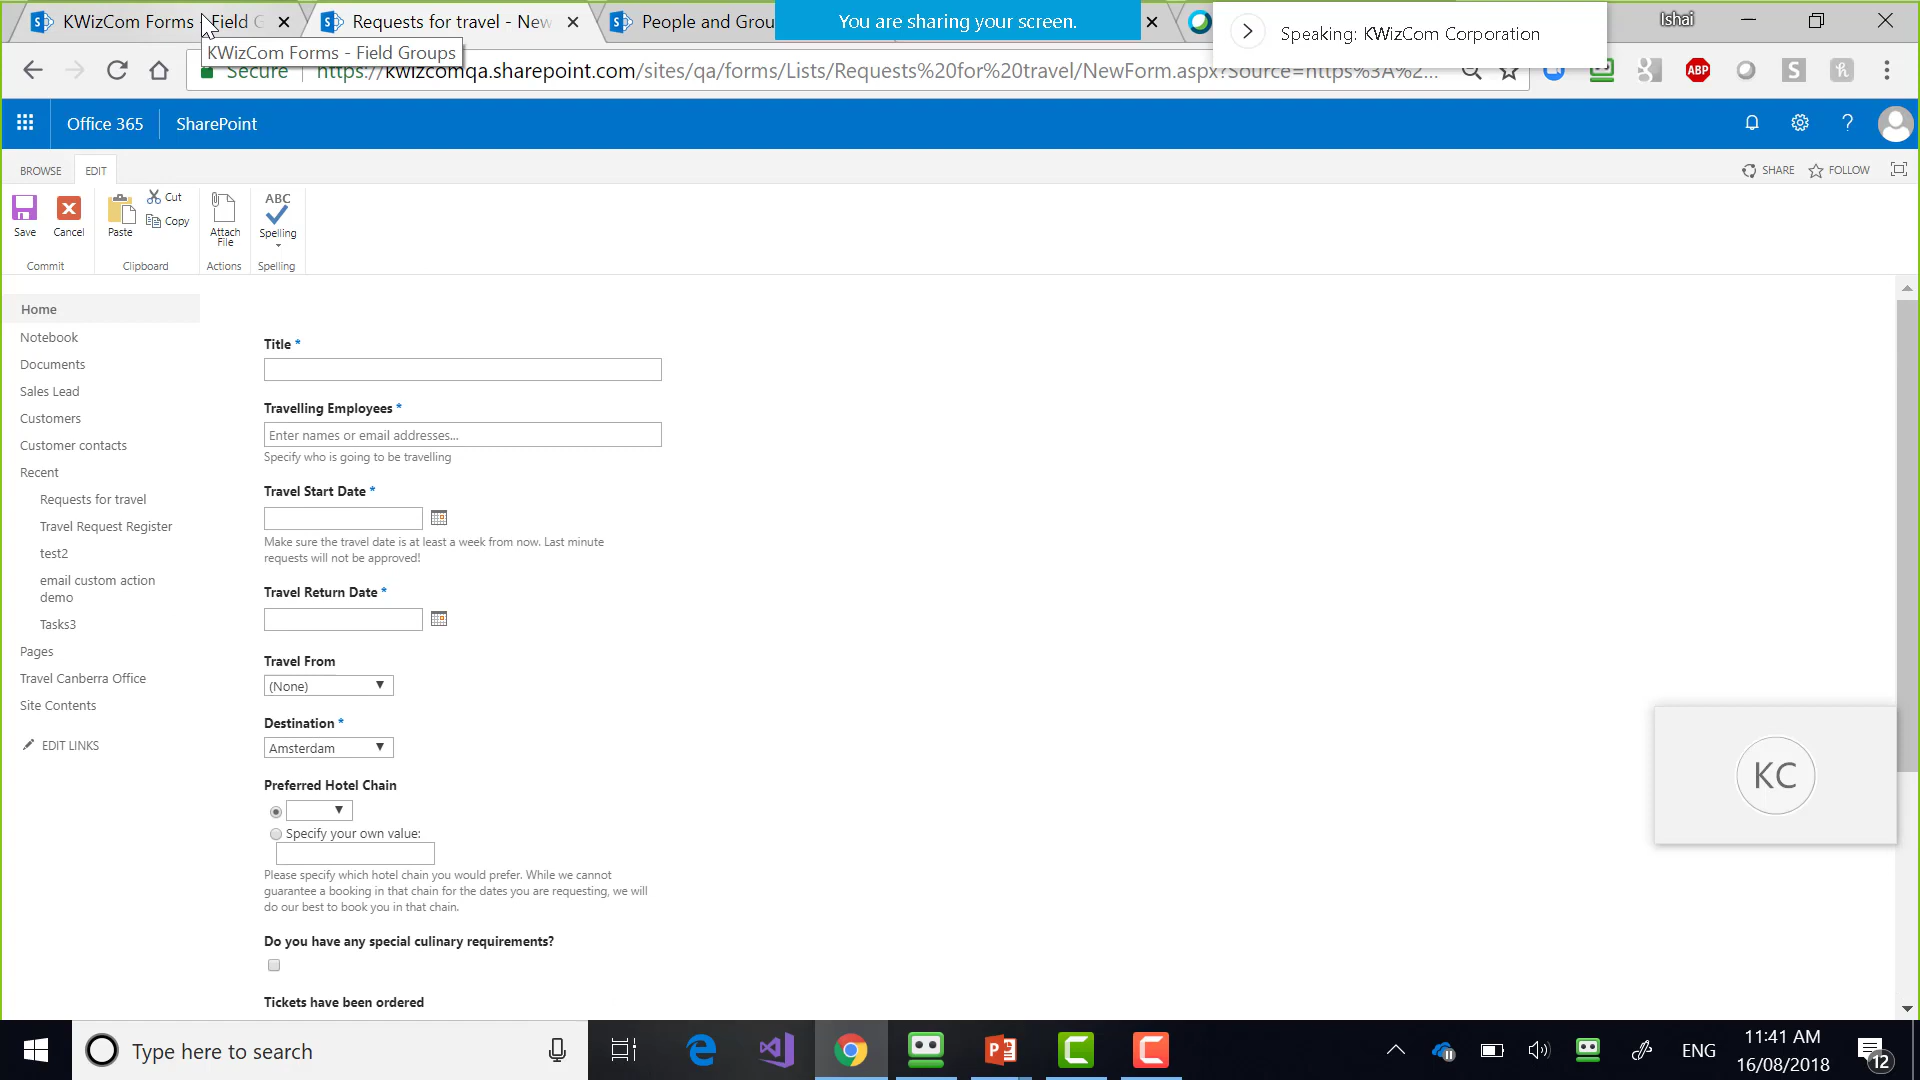 KWizCom Forms - Field G
Requests for travel - New
People and Grou
You are sharing your screen.
Speaking: KWizCom Corporation
Ishai
KWizCom Forms - Field Groups
Secure
https://kwizcomqa.sharepoint.com/sites/qa/forms/Lists/Requests%20for%20travel/NewForm.aspx?Source=https%3A%2...
ABP
Office 365
SharePoint
BROWSE
EDIT
SHARE
FOLLOW
Save
Cancel
Paste
Cut
Copy
Attach
File
ABC
Spelling
Commit
Clipboard
Actions
Spelling
Home
Notebook
Documents
Sales Lead
Customers
Customer contacts
Recent
Requests for travel
Travel Request Register
test2
email custom action
demo
Tasks3
Pages
Travel Canberra Office
Site Contents
EDIT LINKS
Title *
Travelling Employees *
Enter names or email addresses...
Specify who is going to be travelling
Travel Start Date *
Make sure the travel date is at least a week from now. Last minute
requests will not be approved!
Travel Return Date *
Travel From
(None)
Destination *
Amsterdam
Preferred Hotel Chain
Specify your own value:
Please specify which hotel chain you would prefer. While we cannot
guarantee a booking in that chain for the dates you are requesting, we will
do our best to book you in that chain.
Do you have any special culinary requirements?
Tickets have been ordered
KC
Type here to search
ENG
11:41 AM
16/08/2018
12